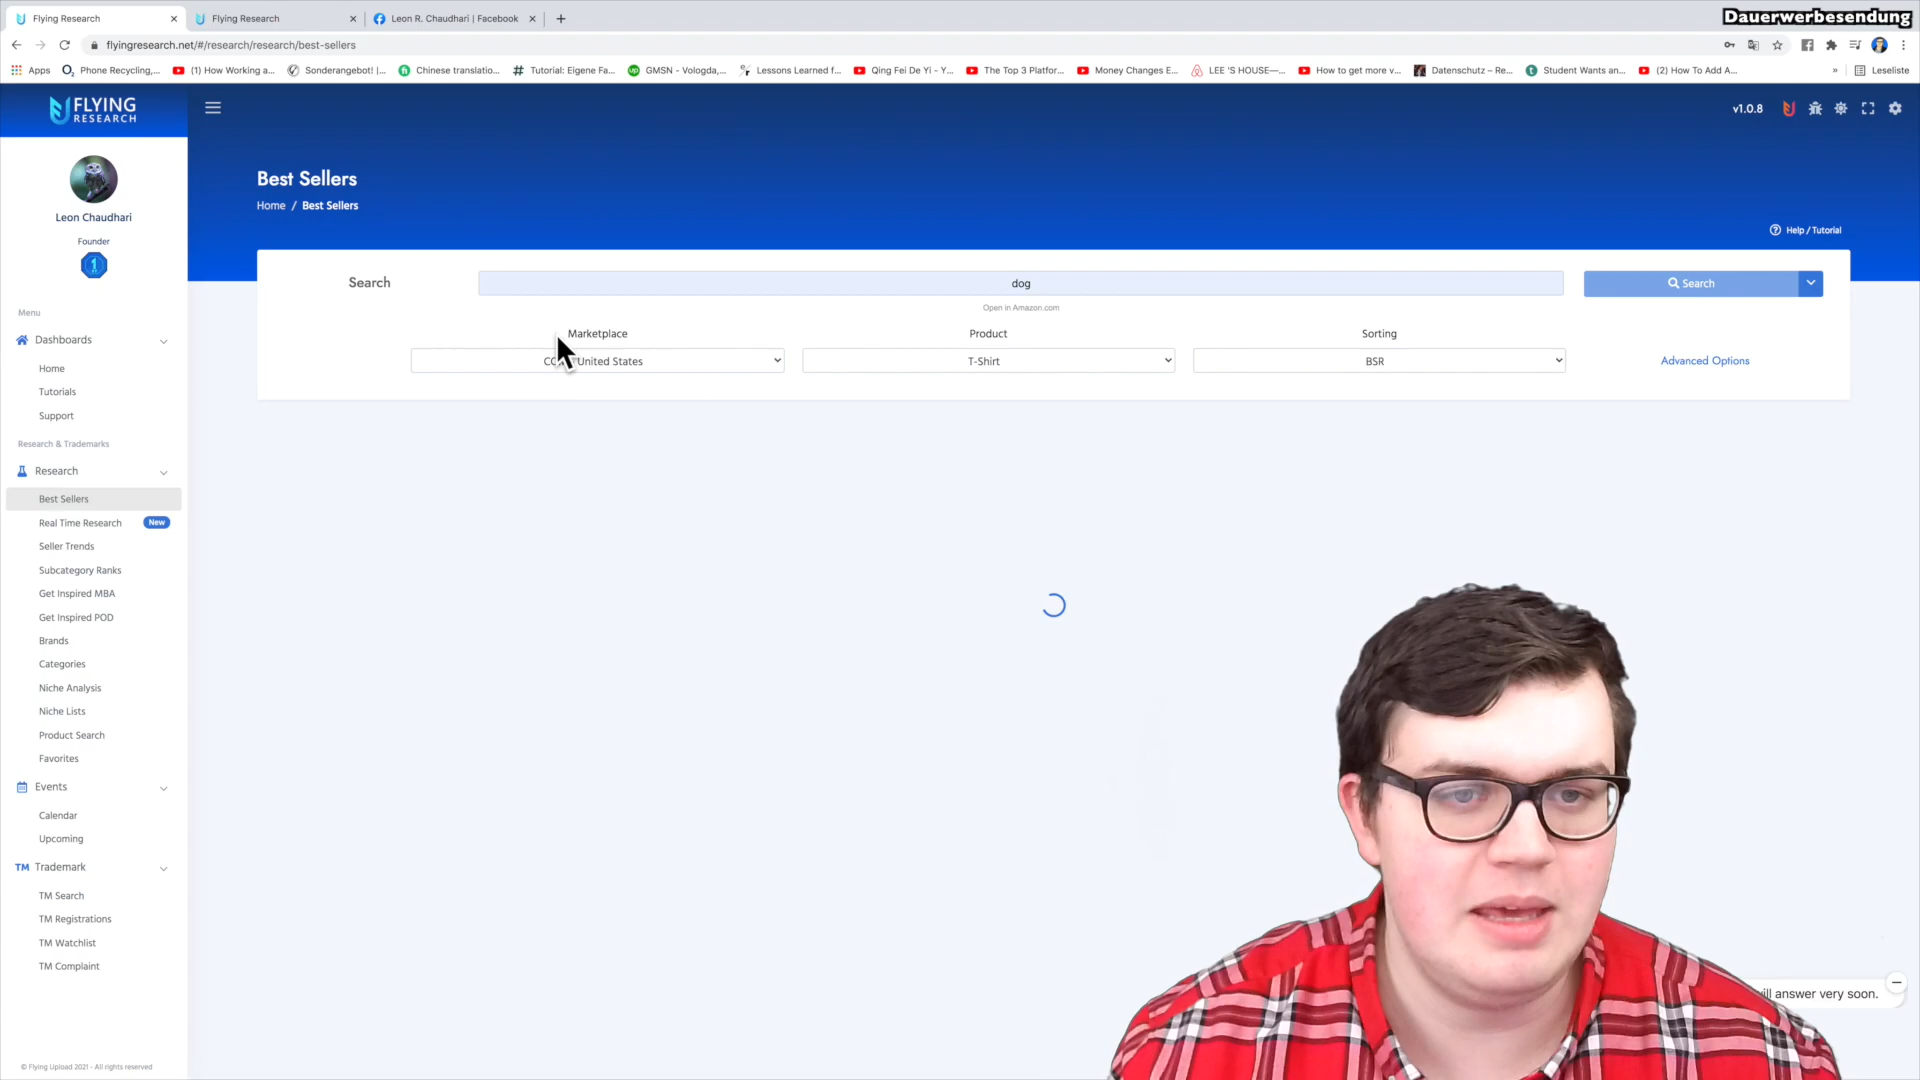 Dauerwerbesendung
Flying Research
Flying Research
Leon R. Chaudhari | Facebook
flyingresearch.net/#/research/research/best-sellers
Apps
Phone Recycling,...
(1) How Working a...
Sonderangebot! |...
Chinese translatio...
Tutorial: Eigene Fa...
GMSN - Vologda,...
Lessons Learned f...
Qing Fei De Yi - Y...
The Top 3 Platfor...
Money Changes E...
LEE 'S HOUSE—...
How to get more v...
Datenschutz – Re...
Student Wants an...
(2) How To Add A...
»
Leseliste
FLYING
RESEARCH
v1.0.8
Leon Chaudhari
Founder
1
Best Sellers
Home / Best Sellers
Help / Tutorial
Search
dog
Search
Open in Amazon.com
Marketplace
Product
Sorting
United States
T-Shirt
BSR
Advanced Options
Menu
Dashboards
Home
Tutorials
Support
Research & Trademarks
Research
Best Sellers
Real Time Research New
Seller Trends
Subcategory Ranks
Get Inspired MBA
Get Inspired POD
Brands
Categories
Niche Analysis
Niche Lists
Product Search
Favorites
Events
Calendar
Upcoming
TM Trademark
TM Search
TM Registrations
TM Watchlist
TM Complaint
answer very soon.
© Flying Upload 2021 - All rights reserved